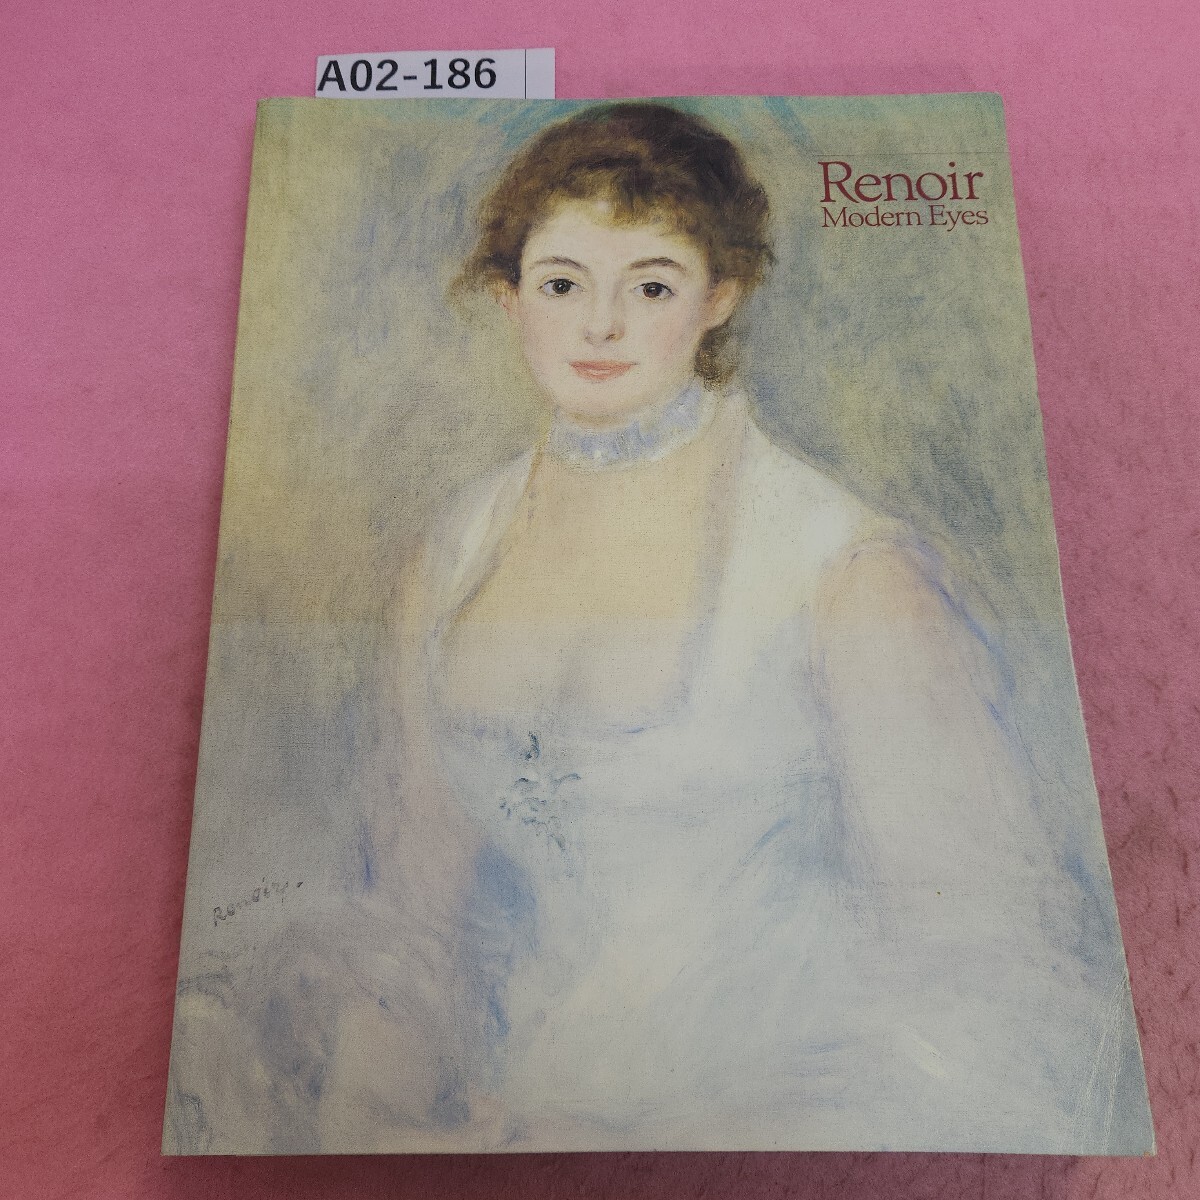 A02-186
Renoir
Modern Eyes
Renoir.